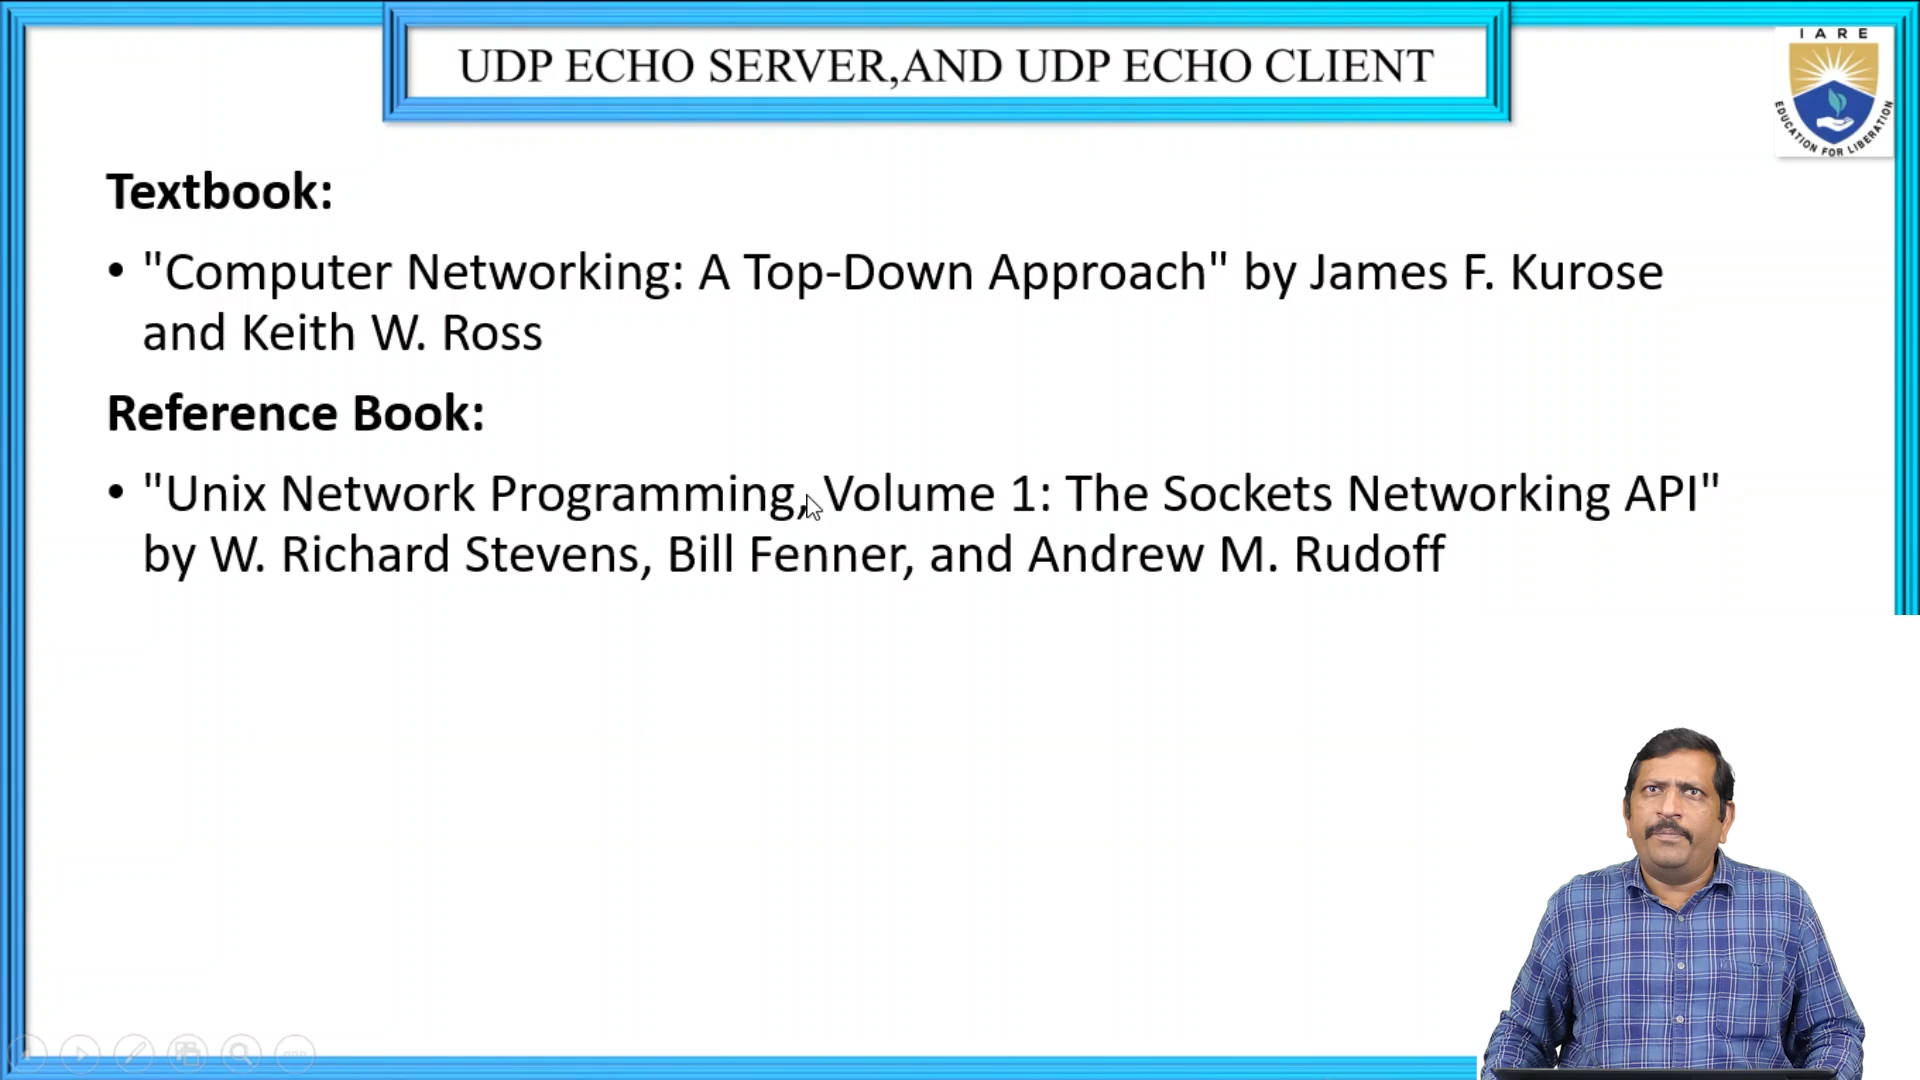 UDP ECHO SERVER,AND UDP ECHO CLIENT
IARE
EDUCATION FOR LIBERATION
Textbook:
• "Computer Networking: A Top-Down Approach" by James F. Kurose
and Keith W. Ross
Reference Book:
• "Unix Network Programming, Volume 1: The Sockets Networking API"
by W. Richard Stevens, Bill Fenner, and Andrew M. Rudoff